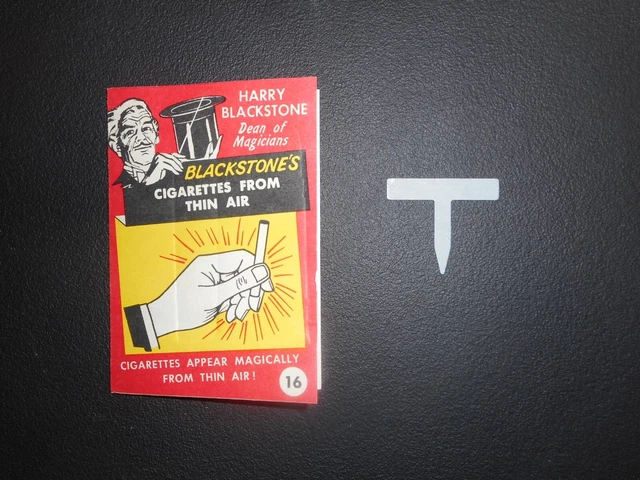 HARRY
BLACKSTONE
Dean of
Magicians
BLACKSTONE'S
CIGARETTES FROM
THIN AIR
CIGARETTES APPEAR MAGICALLY
FROM THIN AIR!
16